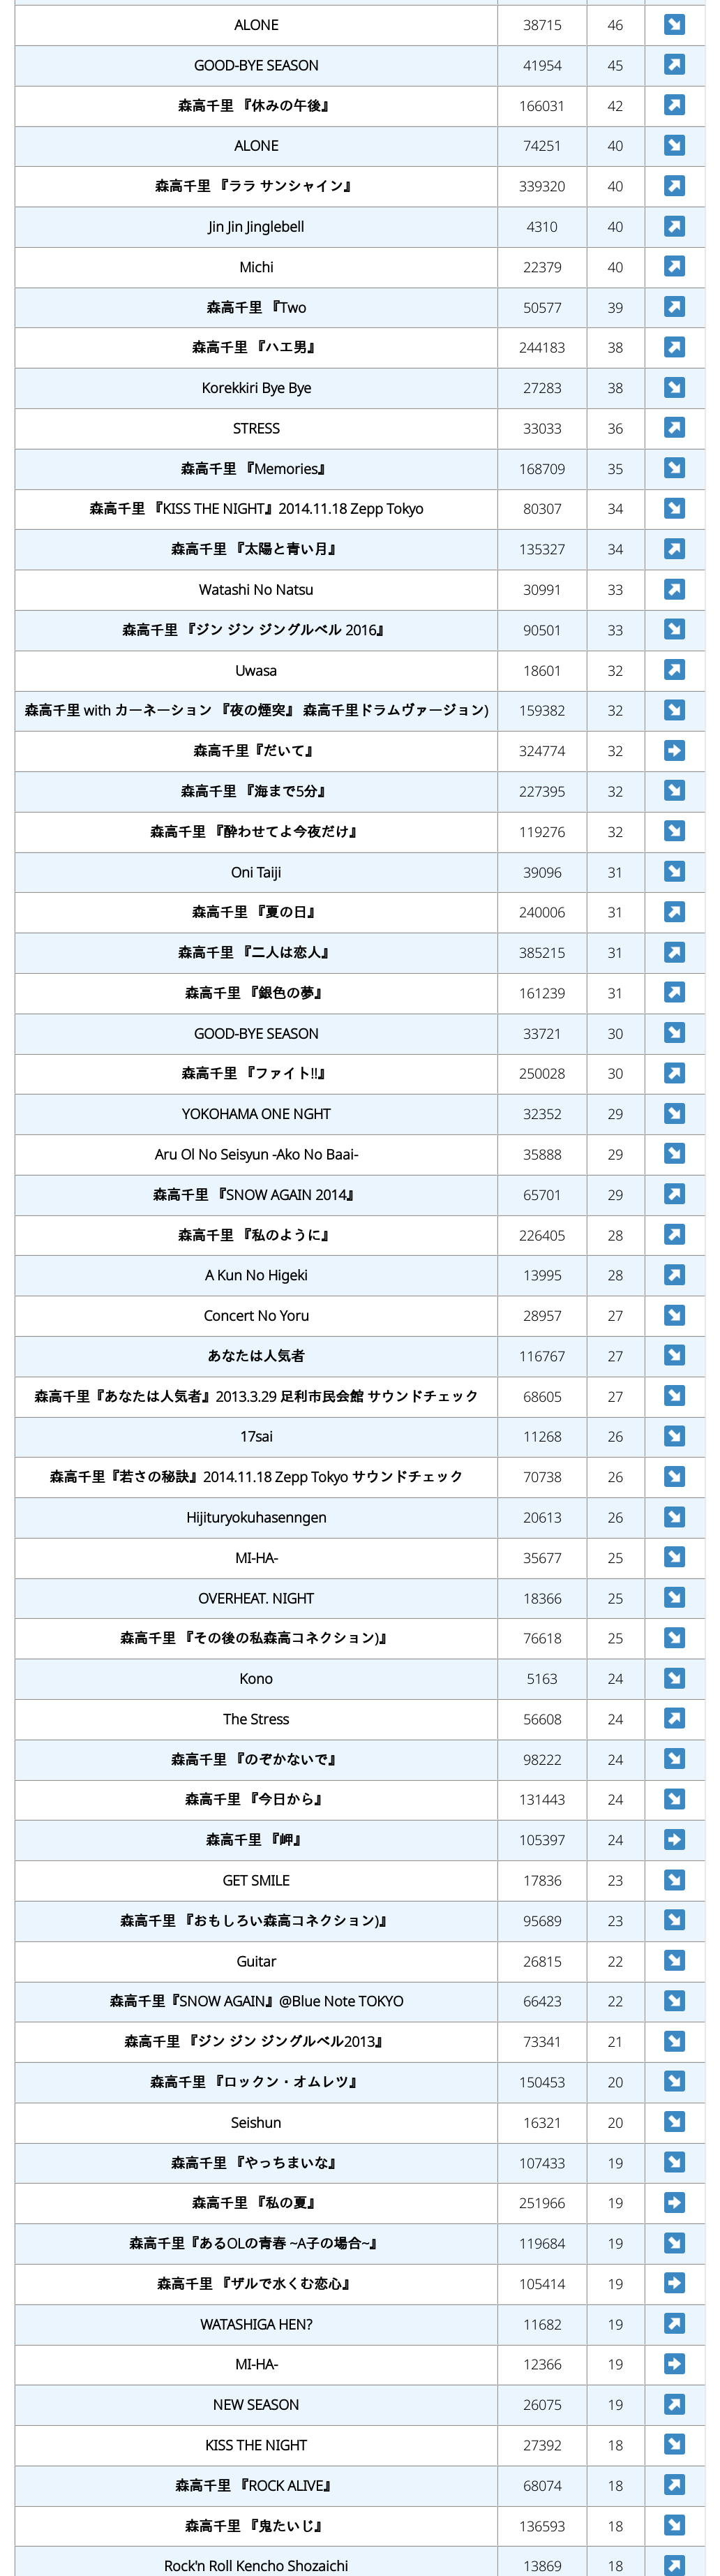 ALONE 38715 46
GOOD-BYE SEASON 41954 45
森高千里 『休みの午後』 166031 42
ALONE 74251 40
森高千里 『ララ サンシャイン』 339320 40
Jin Jin Jinglebell 4310 40
Michi 22379 40
森高千里 『Two 50577 39
森高千里 『ハエ男』 244183 38
Korekkiri Bye Bye 27283 38
STRESS 33033 36
森高千里 『Memories』 168709 35
森高千里 『KISS THE NIGHT』2014.11.18 Zepp Tokyo 80307 34
森高千里 『太陽と青い月』 135327 34
Watashi No Natsu 30991 33
森高千里 『ジン ジン ジングルベル 2016』 90501 33
Uwasa 18601 32
森高千里 with カーネーション 『夜の煙突』 森高千里ドラムヴァージョン) 159382 32
森高千里『だいて』 324774 32
森高千里 『海まで5分』 227395 32
森高千里 『酔わせてよ今夜だけ』 119276 32
Oni Taiji 39096 31
森高千里 『夏の日』 240006 31
森高千里 『二人は恋人』 385215 31
森高千里 『銀色の夢』 161239 31
GOOD-BYE SEASON 33721 30
森高千里 『ファイト!!』 250028 30
YOKOHAMA ONE NGHT 32352 29
Aru Ol No Seisyun -Ako No Baai- 35888 29
森高千里 『SNOW AGAIN 2014』 65701 29
森高千里 『私のように』 226405 28
A Kun No Higeki 13995 28
Concert No Yoru 28957 27
あなたは人気者 116767 27
森高千里『あなたは人気者』2013.3.29 足利市民会館 サウンドチェック 68605 27
17sai 11268 26
森高千里『若さの秘訣』2014.11.18 Zepp Tokyo サウンドチェック 70738 26
Hijituryokuhasenngen 20613 26
MI-HA- 35677 25
OVERHEAT. NIGHT 18366 25
森高千里 『その後の私森高コネクション)』 76618 25
Kono 5163 24
The Stress 56608 24
森高千里 『のぞかないで』 98222 24
森高千里 『今日から』 131443 24
森高千里 『岬』 105397 24
GET SMILE 17836 23
森高千里 『おもしろい森高コネクション)』 95689 23
Guitar 26815 22
森高千里『SNOW AGAIN』@Blue Note TOKYO 66423 22
森高千里 『ジン ジン ジングルベル2013』 73341 21
森高千里 『ロックン・オムレツ』 150453 20
Seishun 16321 20
森高千里 『やっちまいな』 107433 19
森高千里 『私の夏』 251966 19
森高千里『あるOLの青春 ~A子の場合~』 119684 19
森高千里 『ザルで水くむ恋心』 105414 19
WATASHIGA HEN? 11682 19
MI-HA- 12366 19
NEW SEASON 26075 19
KISS THE NIGHT 27392 18
森高千里 『ROCK ALIVE』 68074 18
森高千里 『鬼たいじ』 136593 18
Rock'n Roll Kencho Shozaichi 13869 18